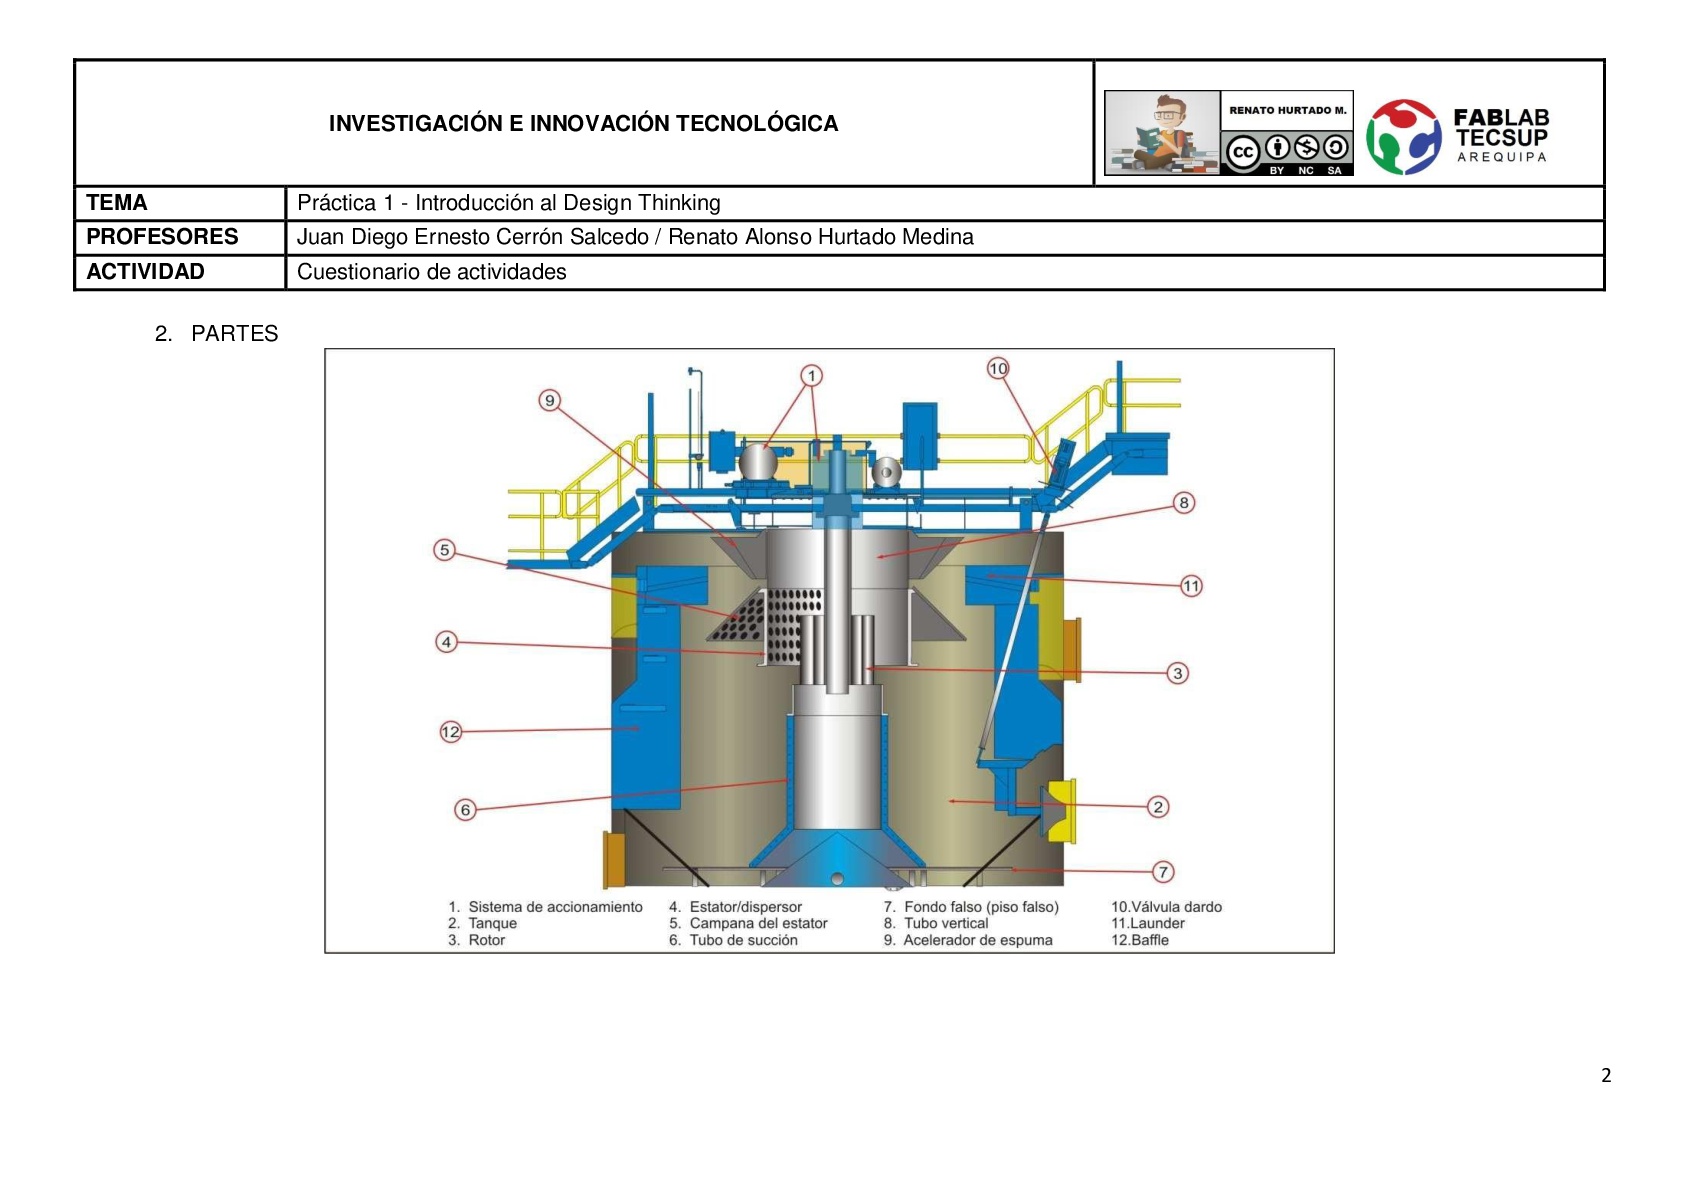 INVESTIGACIÓN E INNOVACIÓN TECNOLÓGICA
RENATO HURTADO M.
CC
BY NC SA
FABLAB
TECSUP
AREQUIPA
TEMA Práctica 1 - Introducción al Design Thinking
PROFESORES Juan Diego Ernesto Cerrón Salcedo / Renato Alonso Hurtado Medina
ACTIVIDAD Cuestionario de actividades
2. PARTES
1
10
9
8
5
11
4
3
12
6
2
7
1. Sistema de accionamiento 4. Estator/dispersor 7. Fondo falso (piso falso) 10.Válvula dardo
2. Tanque 5. Campana del estator 8. Tubo vertical 11.Launder
3. Rotor 6. Tubo de succión 9. Acelerador de espuma 12.Baffle
2